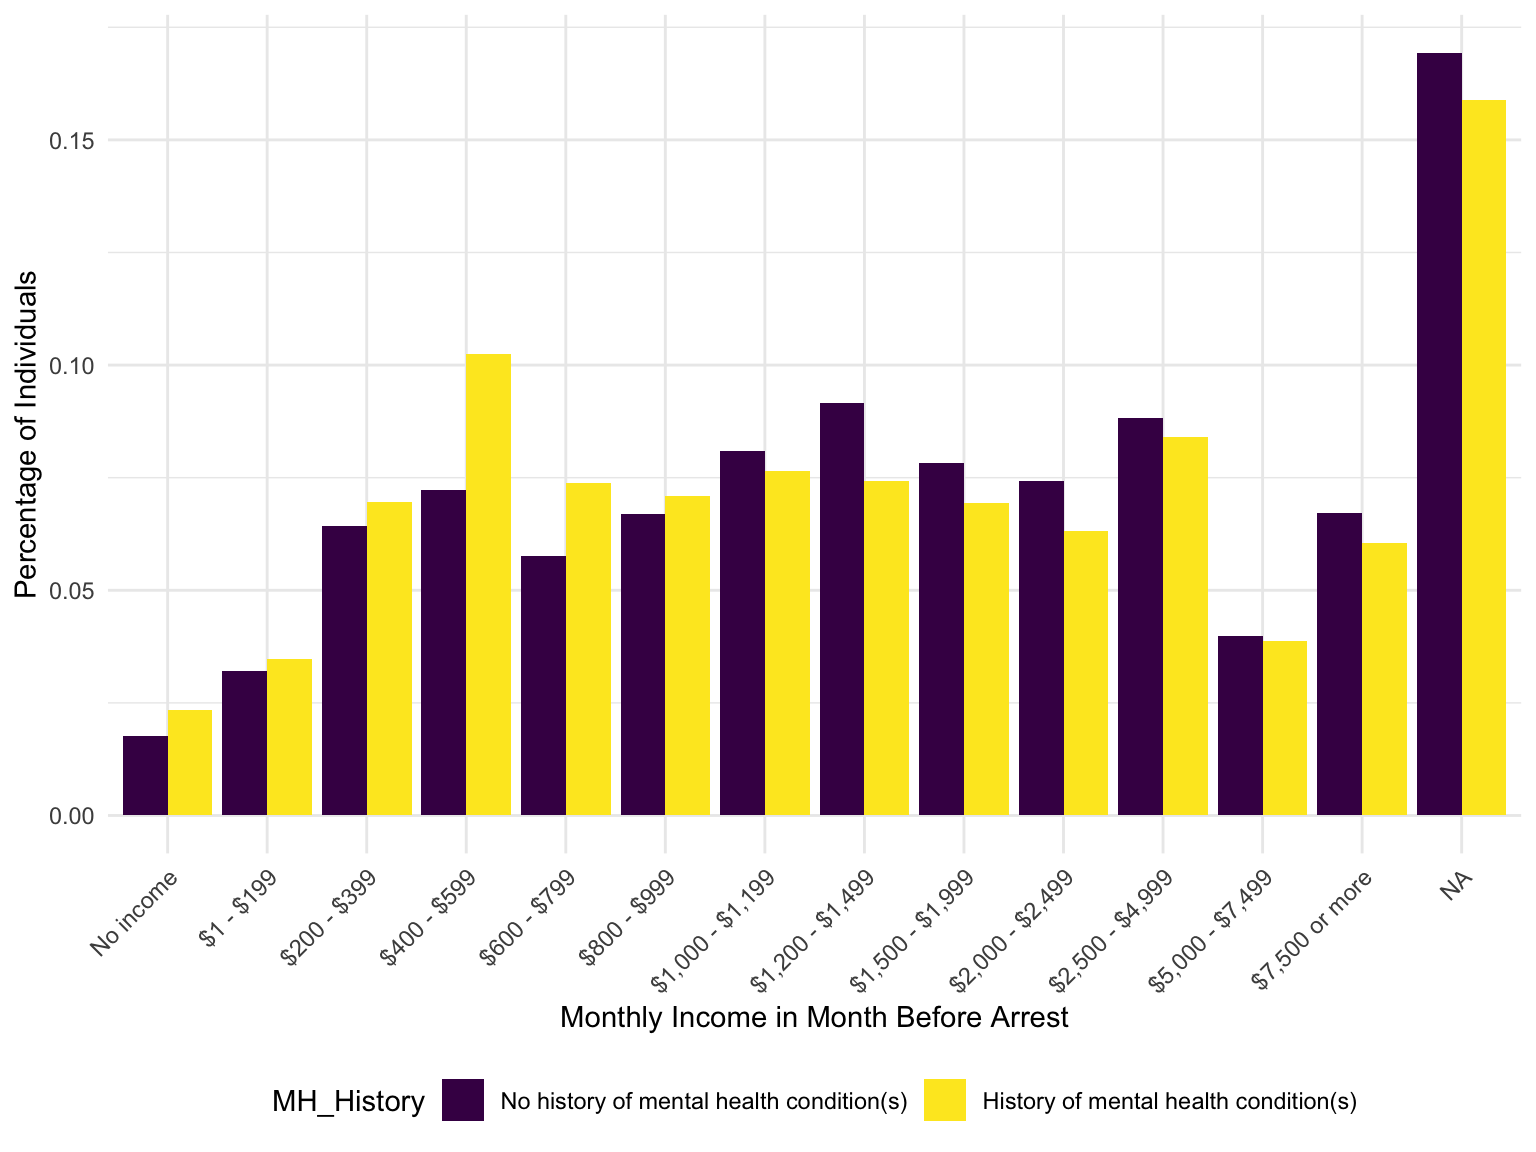 Percentage of Individuals
0.15
0.10
0.05
0.00
No income
$1 - $199
$200 - $399
$400 - $599
$600 - $799
$800 - $999
$1,000 - $1,199
$1,200 - $1,499
$1,500 - $1,999
$2,000 - $2,499
$2,500 - $4,999
$5,000 - $7,499
$7,500 or more
NA
Monthly Income in Month Before Arrest
MH_History No history of mental health condition(s) History of mental health condition(s)